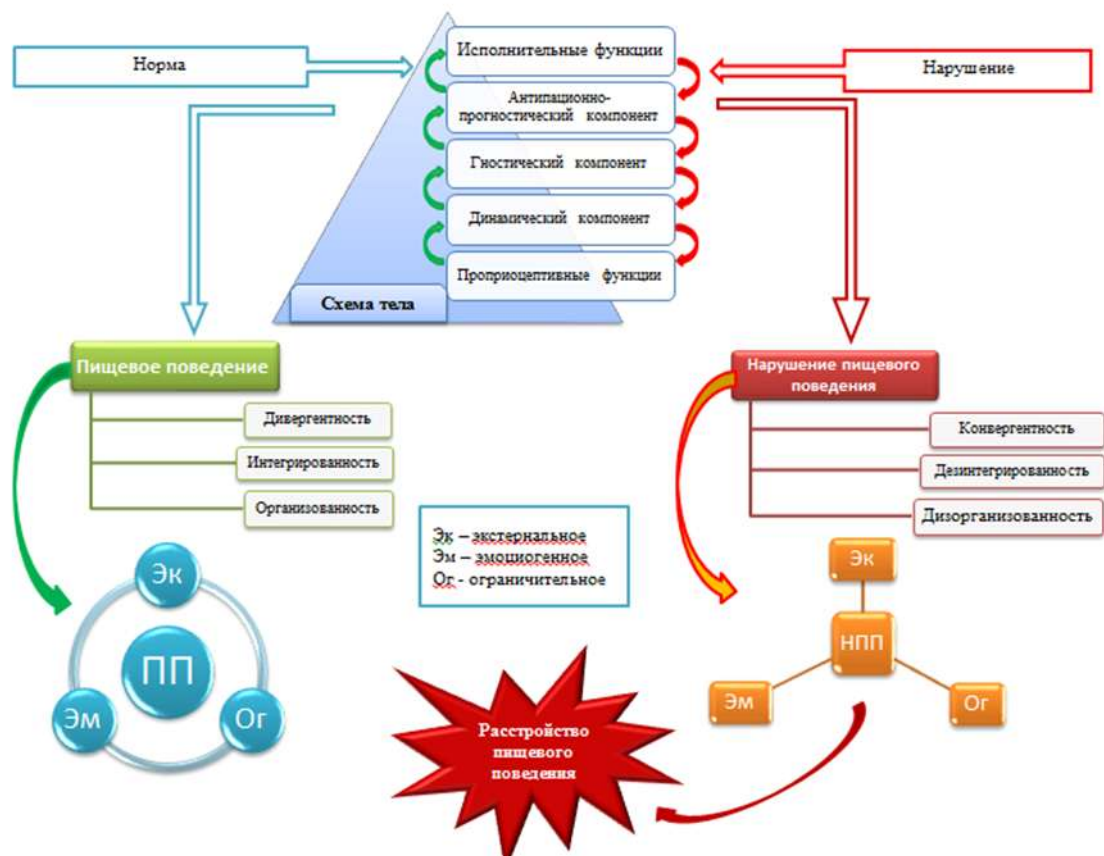 Норма
Исполнительные функции
Нарушение
Антипационно-
прогностический компонент
Гностический компонент
Динамический компонент
Проприоцептивные функции
Схема тела
Пищевое поведение
Дивергентность
Интегрированность
Организованность
Нарушение пищевого
поведения
Конвергентность
Дезинтегрированность
Дизорганизованность
Эк – экстернальное
Эм – эмоциогенное
Ог - ограничительное
Эк
ПП
Эм
Ог
Эк
НПП
Эм
Ог
Расстройство
пищевого
поведения